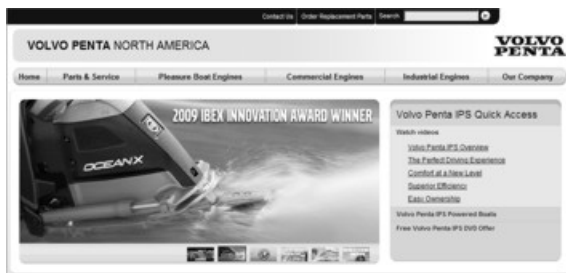 Contact Us Order Replacement Parts Search
VOLVO PENTA NORTH AMERICA
VOLVO
PENTA
Home Parts & Service Pleasure Boat Engines Commercial Engines Industrial Engines Our Company
2009 IBEX INNOVATION AWARD WINNER
OCEANX
Volvo Penta IPS Quick Access
Watch videos
Volvo Penta IPS Overview
The Perfect Driving Experience
Comfort at a New Level
Superior Efficiency
Easy Ownership
Volvo Penta IPS Powered Boats
Free Volvo Penta IPS DVD Offer